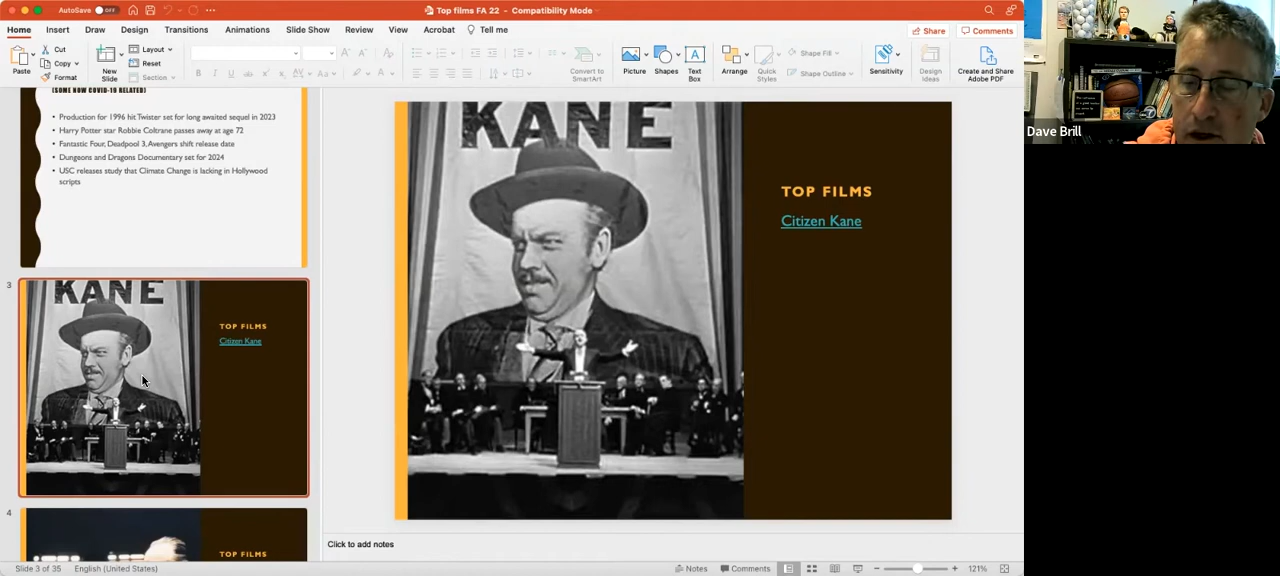 AutoSave OFF
Top films FA 22 - Compatibility Mode
Home Insert Draw Design Transitions Animations Slide Show Review View Acrobat Tell me
Share Comments
Paste Cut Copy Format
New Slide Layout Reset Section
Convert to SmartArt
Picture Shapes Text Box
Arrange Quick Styles Shape Fill Shape Outline
Sensitivity
Design Ideas
Create and Share Adobe PDF
(SOME NOW COVID-19 RELATED)
• Production for 1996 hit Twister set for long awaited sequel in 2023
• Harry Potter star Robbie Coltrane passes away at age 72
• Fantastic Four, Deadpool 3, Avengers shift release date
• Dungeons and Dragons Documentary set for 2024
• USC releases study that Climate Change is lacking in Hollywood
scripts
3
KANE
TOP FILMS
Citizen Kane
4
TOP FILMS
KANE
TOP FILMS
Citizen Kane
Click to add notes
Slide 3 of 35 English (United States)
Notes Comments 121%
Dave Brill